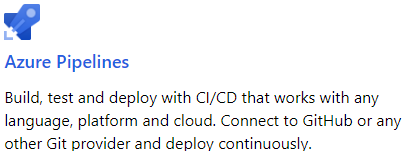 Azure Pipelines
Build, test and deploy with CI/CD that works with any
language, platform and cloud. Connect to GitHub or any
other Git provider and deploy continuously.